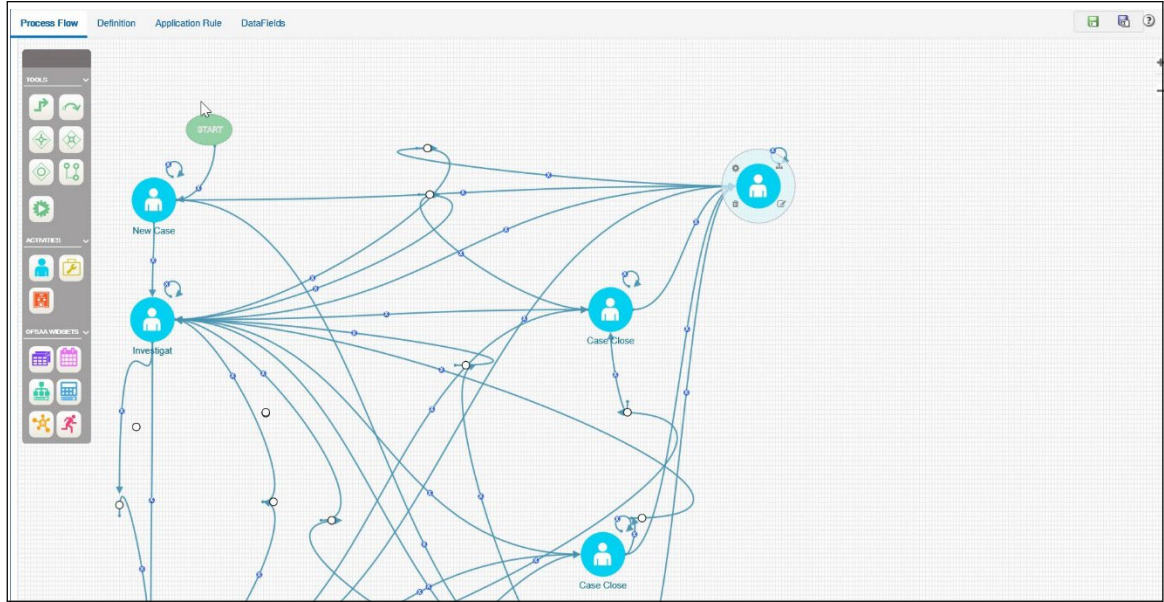 Process Flow Definition Application Rule DataFields
TOOLS
START
New Case
ACTIVITIES
OFSAA WIDGETS
Investigat
Case Close
Case Close